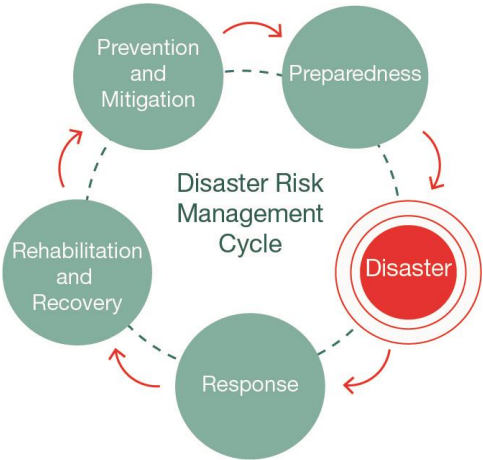 Prevention
and
Mitigation
Preparedness
Disaster Risk
Management
Cycle
Disaster
Rehabilitation
and
Recovery
Response